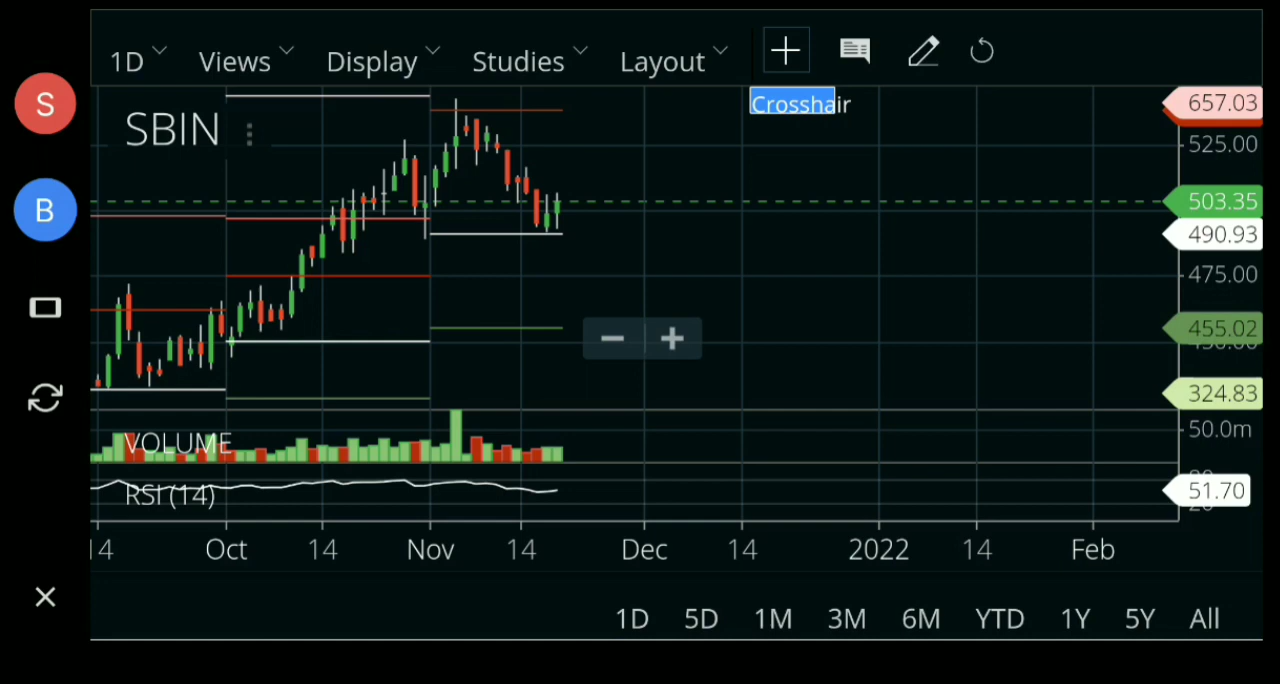 1D Views Display Studies Layout
Crosshair
S
B
SBIN
657.03
525.00
503.35
490.93
475.00
455.02
324.83
VOLUME
50.0m
RSI (14)
51.70
14 Oct 14 Nov 14 Dec 14 2022 14 Feb
1D 5D 1M 3M 6M YTD 1Y 5Y All